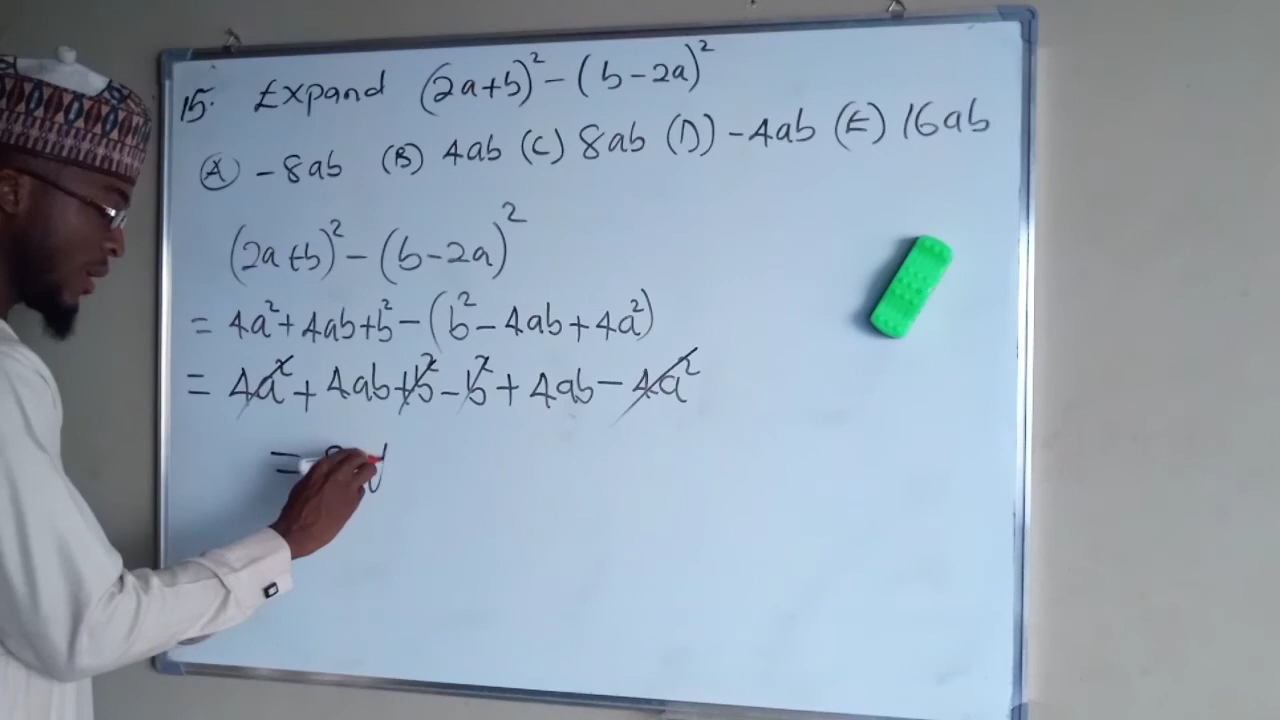 15. Expand (2a+b)² - (b-2a)²
(A) -8ab (B) 4ab (C) 8ab (D) -4ab (E) 16ab
(2a+b)² - (b-2a)²
= 4a² + 4ab + b² - (b² - 4ab + 4a²)
= 4a² + 4ab + b² - b² + 4ab - 4a²
=